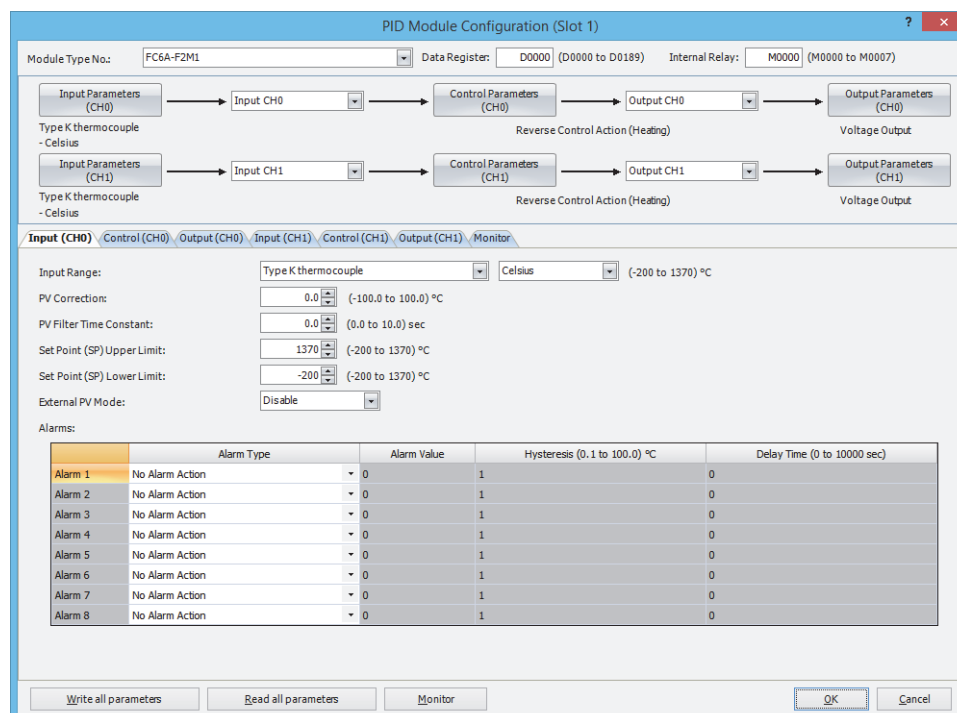 PID Module Configuration (Slot 1)
? ×
Module Type No.: FC6A-F2M1 Data Register: D0000 (D0000 to D0189) Internal Relay: M0000 (M0000 to M0007)
Input Parameters (CH0) Input CH0 Control Parameters (CH0) Output CH0 Output Parameters (CH0)
Type K thermocouple - Celsius Reverse Control Action (Heating) Voltage Output
Input Parameters (CH1) Input CH1 Control Parameters (CH1) Output CH1 Output Parameters (CH1)
Type K thermocouple - Celsius Reverse Control Action (Heating) Voltage Output
Input (CH0) Control (CH0) Output (CH0) Input (CH1) Control (CH1) Output (CH1) Monitor
Input Range: Type K thermocouple Celsius (-200 to 1370) ºC
PV Correction: 0.0 (-100.0 to 100.0) ºC
PV Filter Time Constant: 0.0 (0.0 to 10.0) sec
Set Point (SP) Upper Limit: 1370 (-200 to 1370) ºC
Set Point (SP) Lower Limit: -200 (-200 to 1370) ºC
External PV Mode: Disable
Alarms:
Alarm Type Alarm Value Hysteresis (0.1 to 100.0) ºC Delay Time (0 to 10000 sec)
Alarm 1 No Alarm Action 0 1 0
Alarm 2 No Alarm Action 0 1 0
Alarm 3 No Alarm Action 0 1 0
Alarm 4 No Alarm Action 0 1 0
Alarm 5 No Alarm Action 0 1 0
Alarm 6 No Alarm Action 0 1 0
Alarm 7 No Alarm Action 0 1 0
Alarm 8 No Alarm Action 0 1 0
Write all parameters Read all parameters Monitor OK Cancel